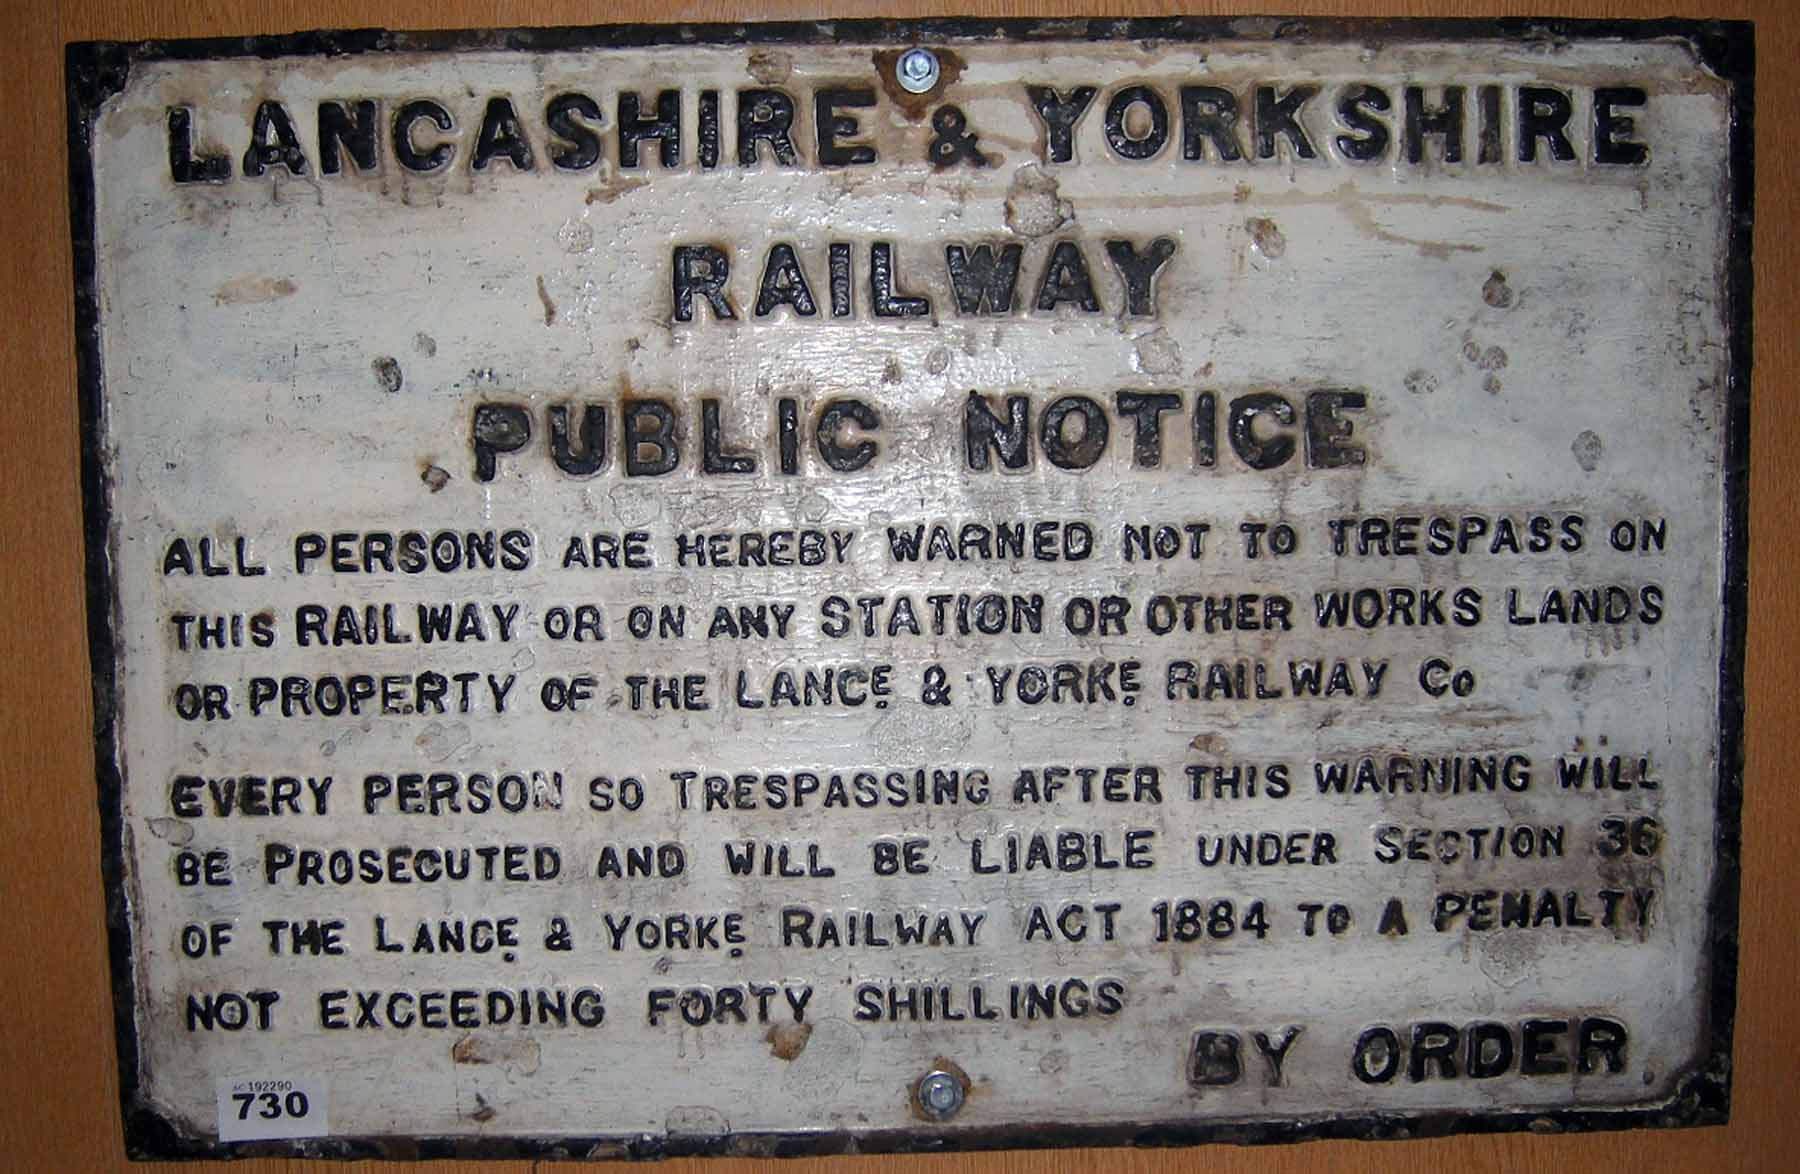 LANCASHIRE & YORKSHIRE
RAILWAY
PUBLIC NOTICE
ALL PERSONS ARE HEREBY WARNED NOT TO TRESPASS ON
THIS RAILWAY OR ON ANY STATION OR OTHER WORKS LANDS
OR PROPERTY OF THE LANCE & YORKE RAILWAY Co
EVERY PERSON SO TRESPASSING AFTER THIS WARNING WILL
BE PROSECUTED AND WILL BE LIABLE UNDER SECTION 36
OF THE LANCE & YORKE RAILWAY ACT 1884 TO A PENALTY
NOT EXCEEDING FORTY SHILLINGS
BY ORDER
AC 192290
730